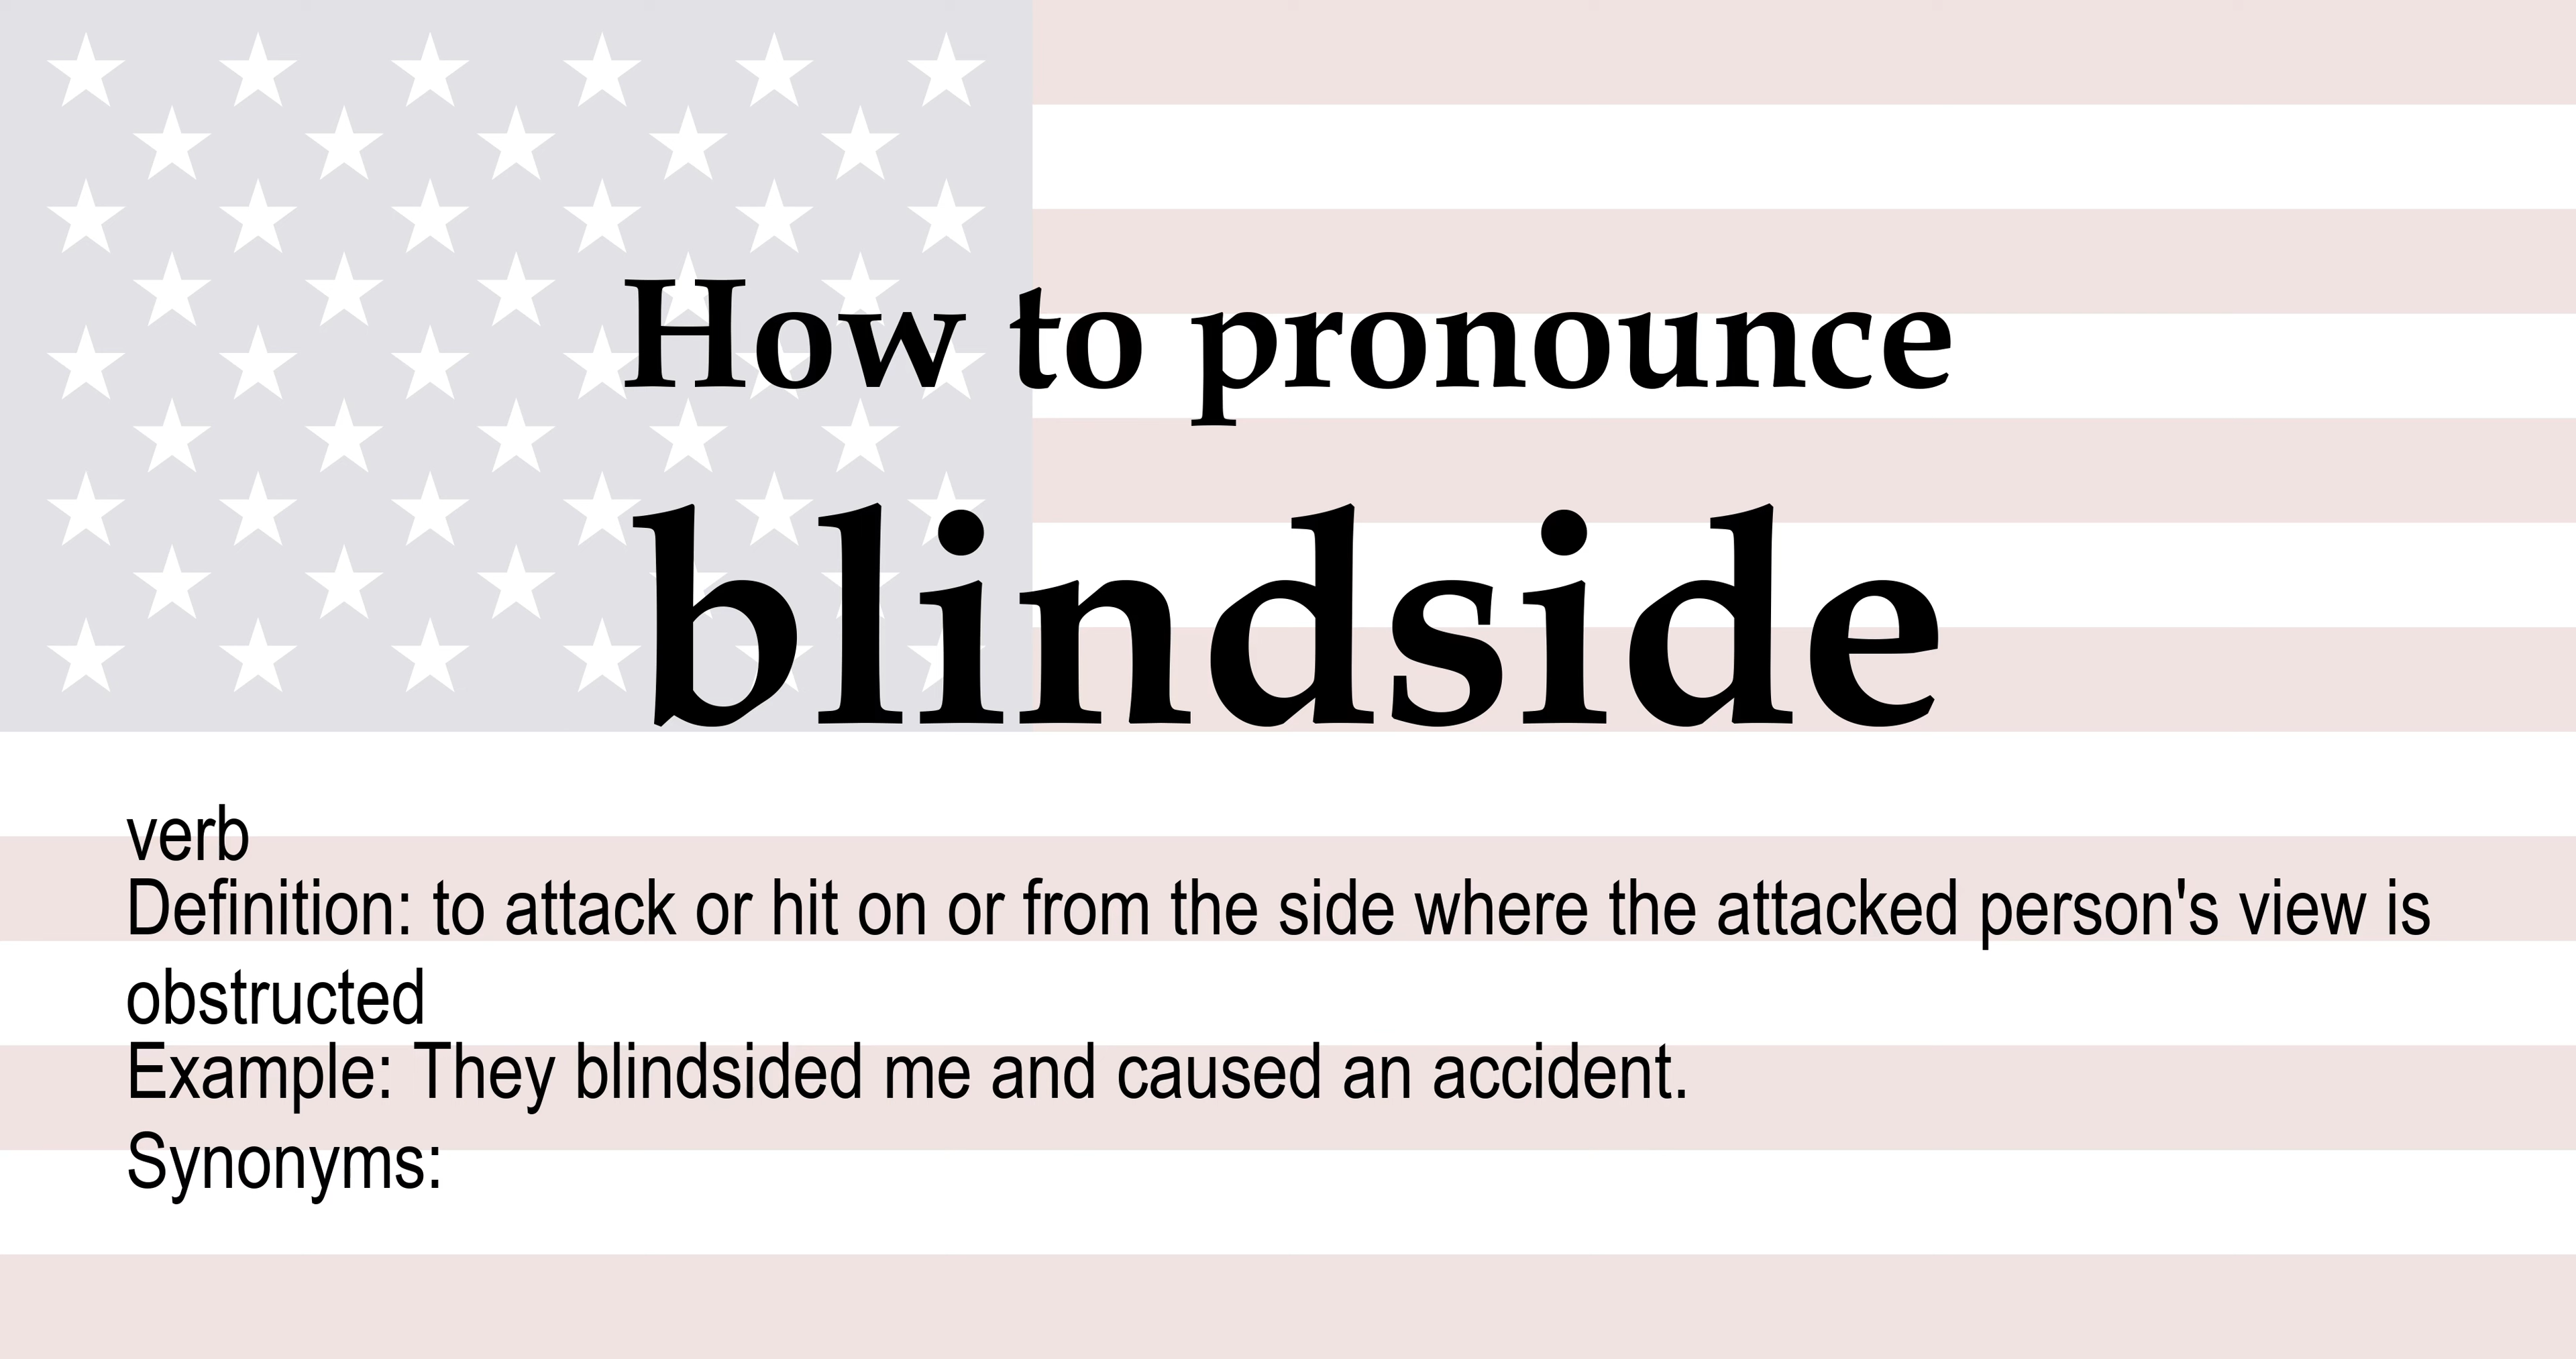 How to pronounce
blindside
verb
Definition: to attack or hit on or from the side where the attacked person's view is
obstructed
Example: They blindsided me and caused an accident.
Synonyms: